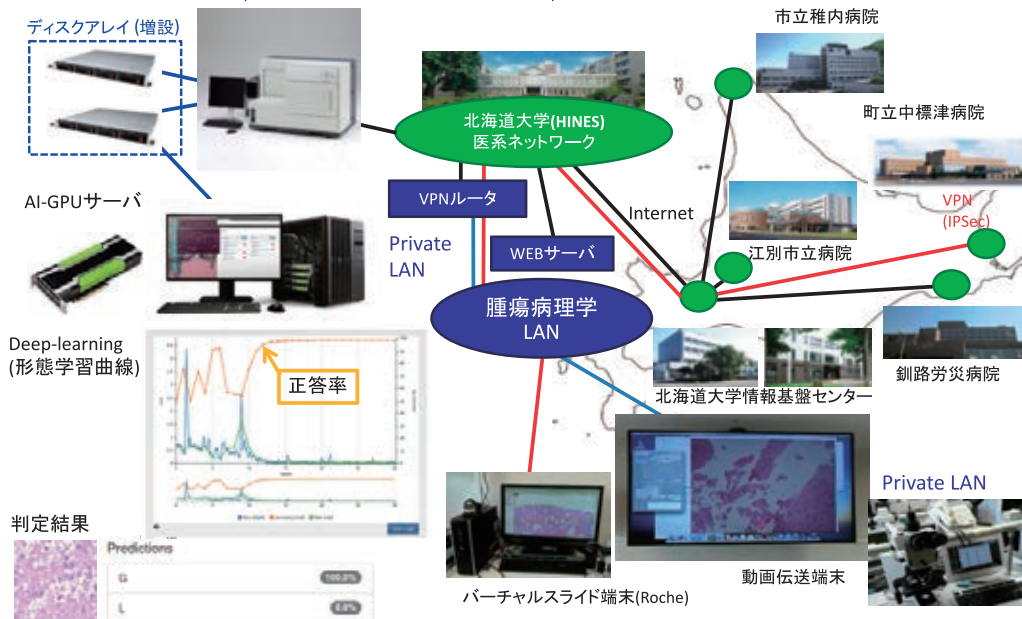 ディスクアレイ (増設)
市立稚内病院
町立中標津病院
北海道大学(HINES)
医系ネットワーク
AI-GPUサーバ
VPNルータ
Internet
VPN
(IPSec)
Private
LAN
WEBサーバ
江別市立病院
腫瘍病理学
LAN
Deep-learning
(形態学習曲線)
正答率
釧路労災病院
北海道大学情報基盤センター
Private LAN
判定結果
Predictions
G
100.0%
L
0.0%
動画伝送端末
バーチャルスライド端末(Roche)